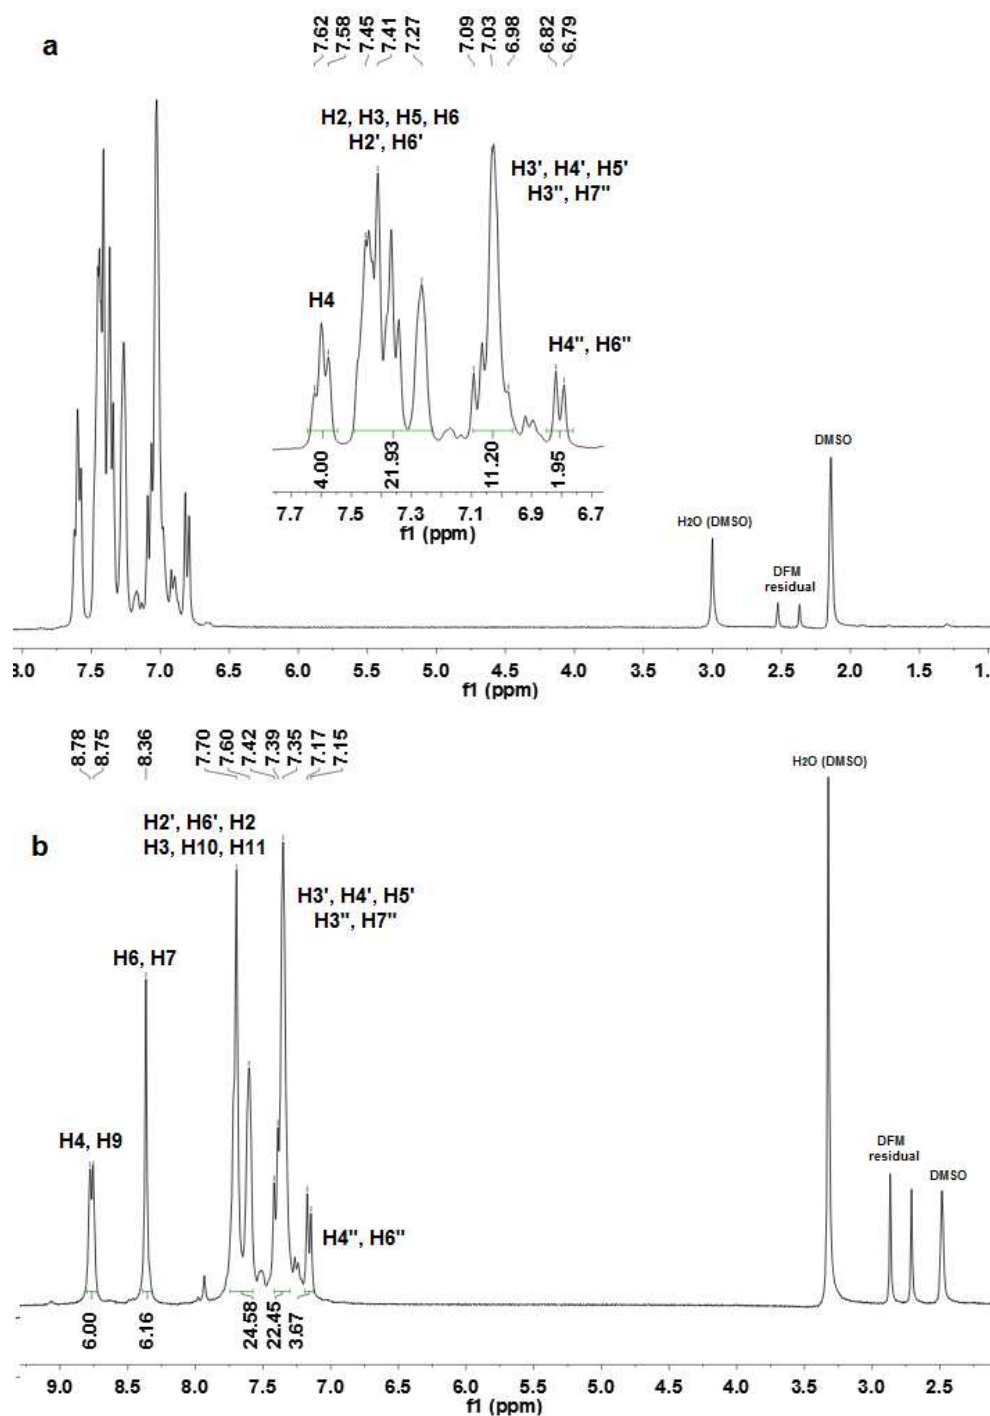 a
7.62
7.58
7.45
7.41
7.27
7.09
7.03
6.98
6.82
6.79
H2, H3, H5, H6
H2', H6'
H3', H4', H5'
H3'', H7''
H4
H4'', H6''
4.00
21.93
11.20
1.95
7.7 7.5 7.3 7.1 6.9 6.7
f1 (ppm)
H2O (DMSO)
DFM
residual
DMSO
3.0 7.5 7.0 6.5 6.0 5.5 5.0 4.5 4.0 3.5 3.0 2.5 2.0 1.5 1.
f1 (ppm)
b
8.78
8.75
8.36
7.70
7.60
7.42
7.39
7.35
7.17
7.15
H2', H6', H2
H3, H10, H11
H3', H4', H5'
H3'', H7''
H6, H7
H4, H9
H4'', H6''
H2O (DMSO)
DFM
residual
DMSO
6.00
6.16
24.58
22.45
3.67
9.0 8.5 8.0 7.5 7.0 6.5 6.0 5.5 5.0 4.5 4.0 3.5 3.0 2.5
f1 (ppm)